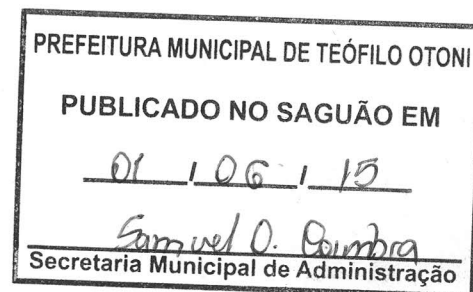 PREFEITURA MUNICIPAL DE TEÓFILO OTONI
PUBLICADO NO SAGUÃO EM
01 / 06 / 15
Samuel O. Coimbra
Secretaria Municipal de Administração